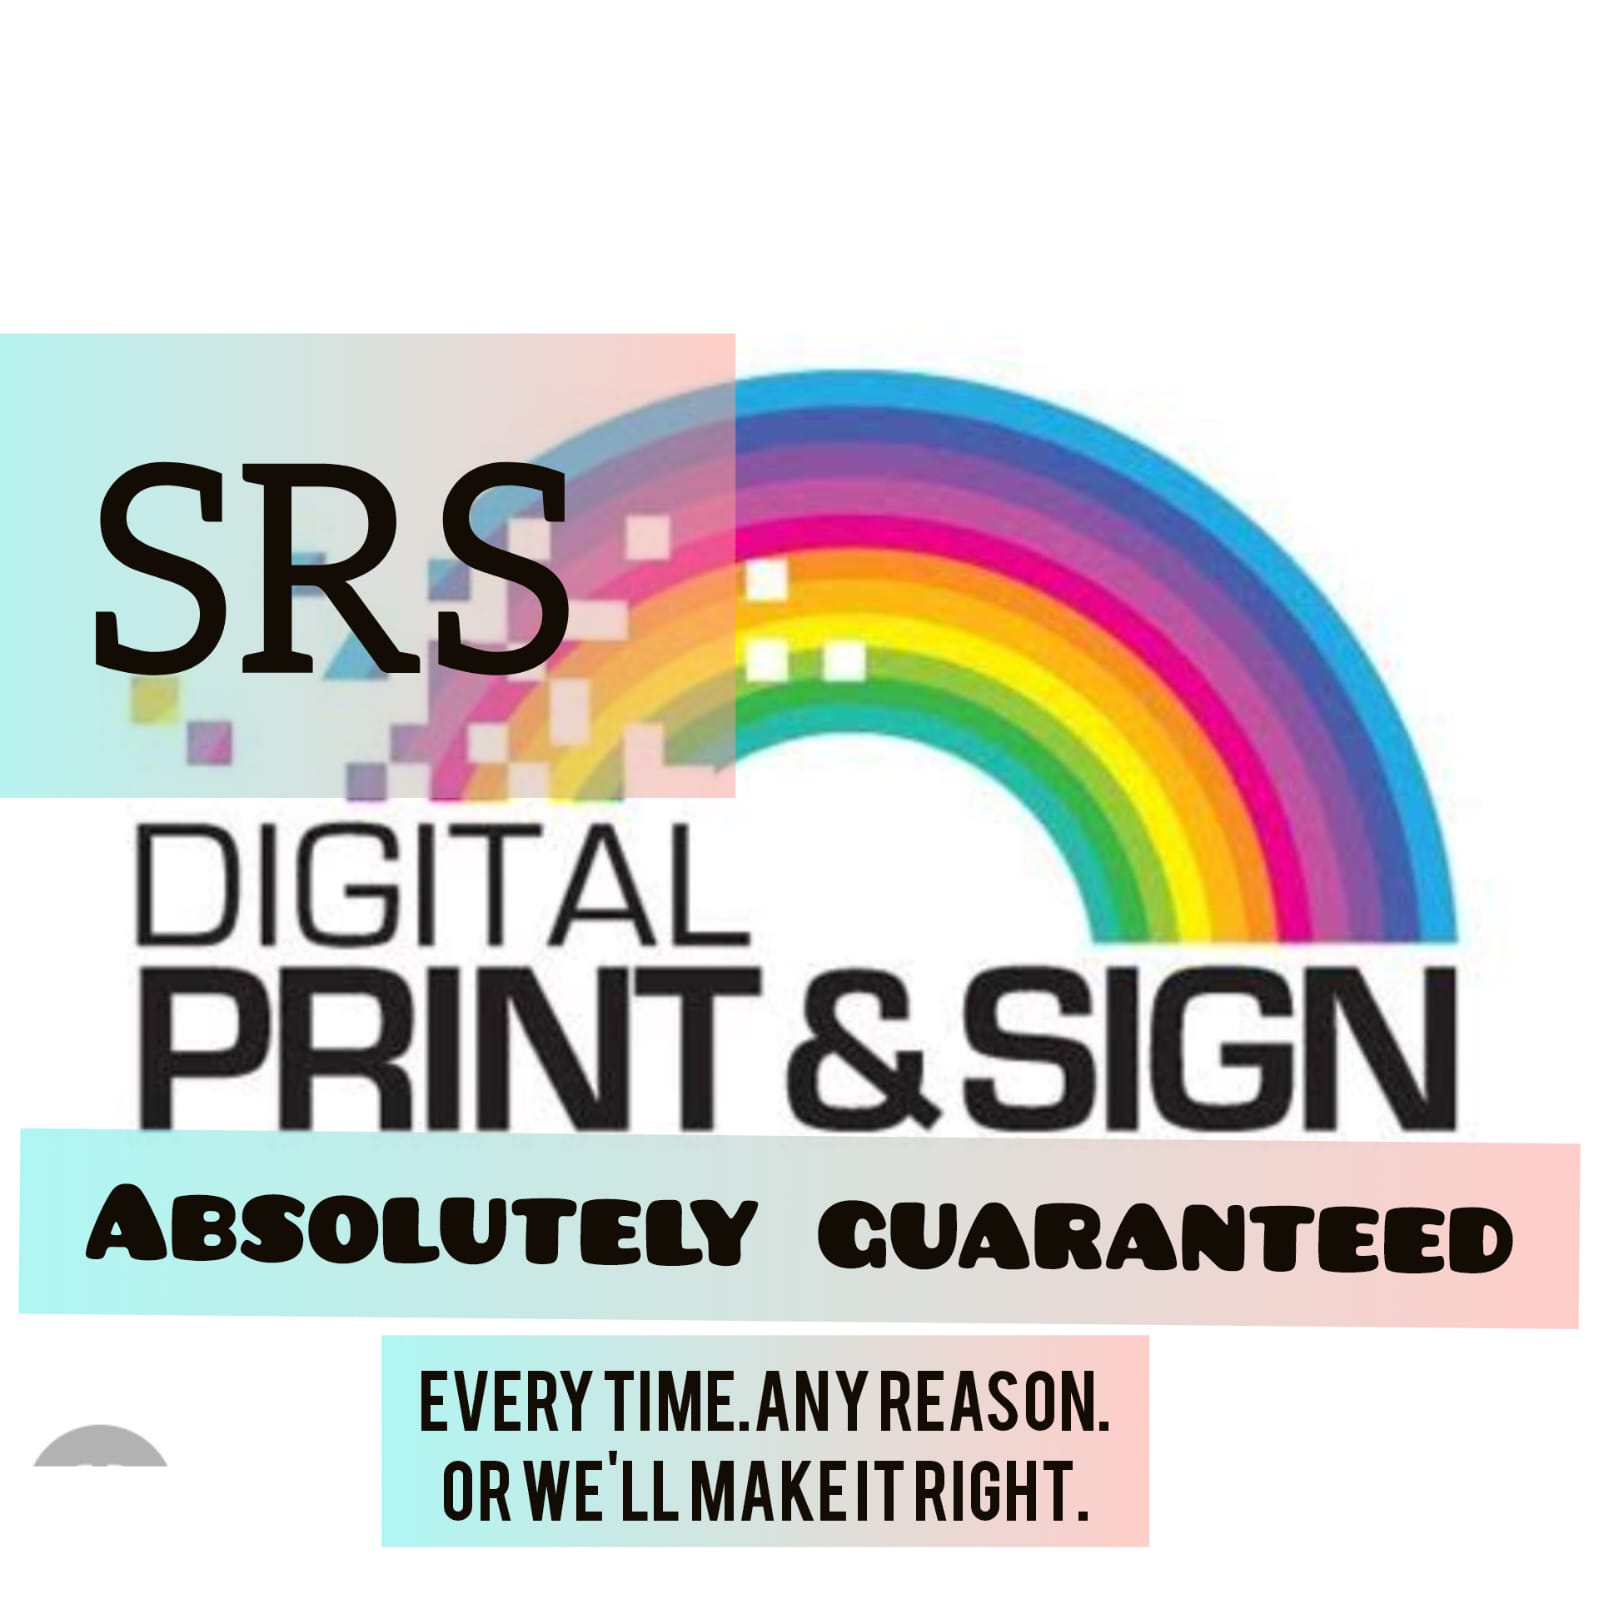 SRS
DIGITAL
PRINT & SIGN
ABSOLUTELY GUARANTEED
EVERY TIME. ANY REASON.
OR WE'LL MAKE IT RIGHT.